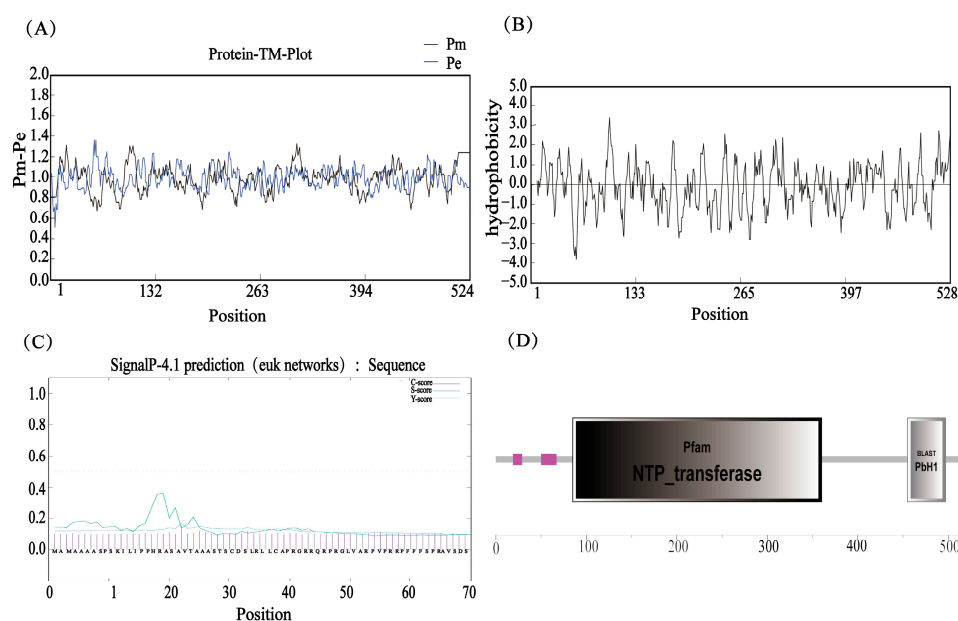 (A)
Protein-TM-Plot
Pm
Pe
2.0
1.8
1.6
1.4
1.2
1.0
0.8
0.6
0.4
0.2
0.0
Pm-Pe
1 132 263 394 524
Position
(B)
5.0
4.0
3.0
2.0
1.0
0.0
−1.0
−2.0
−3.0
−4.0
−5.0
hydrophobicity
1 133 265 397 528
Position
(C)
SignalP-4.1 prediction (euk networks) : Sequence
C-score
S-score
Y-score
1.0
0.8
0.6
0.4
0.2
0.0
0 1 20 30 40 50 60 70
Position
(D)
Pfam
NTP_transferase
BLAST
PbH1
0 100 200 300 400 500